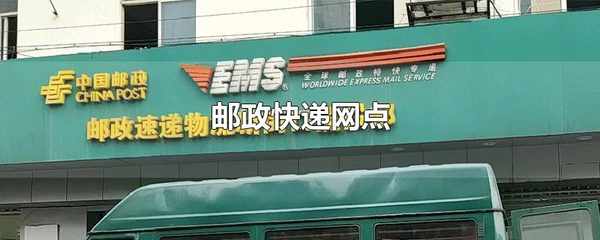 中国邮政
CHINA POST
EMS
全球邮政特快专递
WORLDWIDE EXPRESS MAIL SERVICE
邮政速递物
邮政快递网点